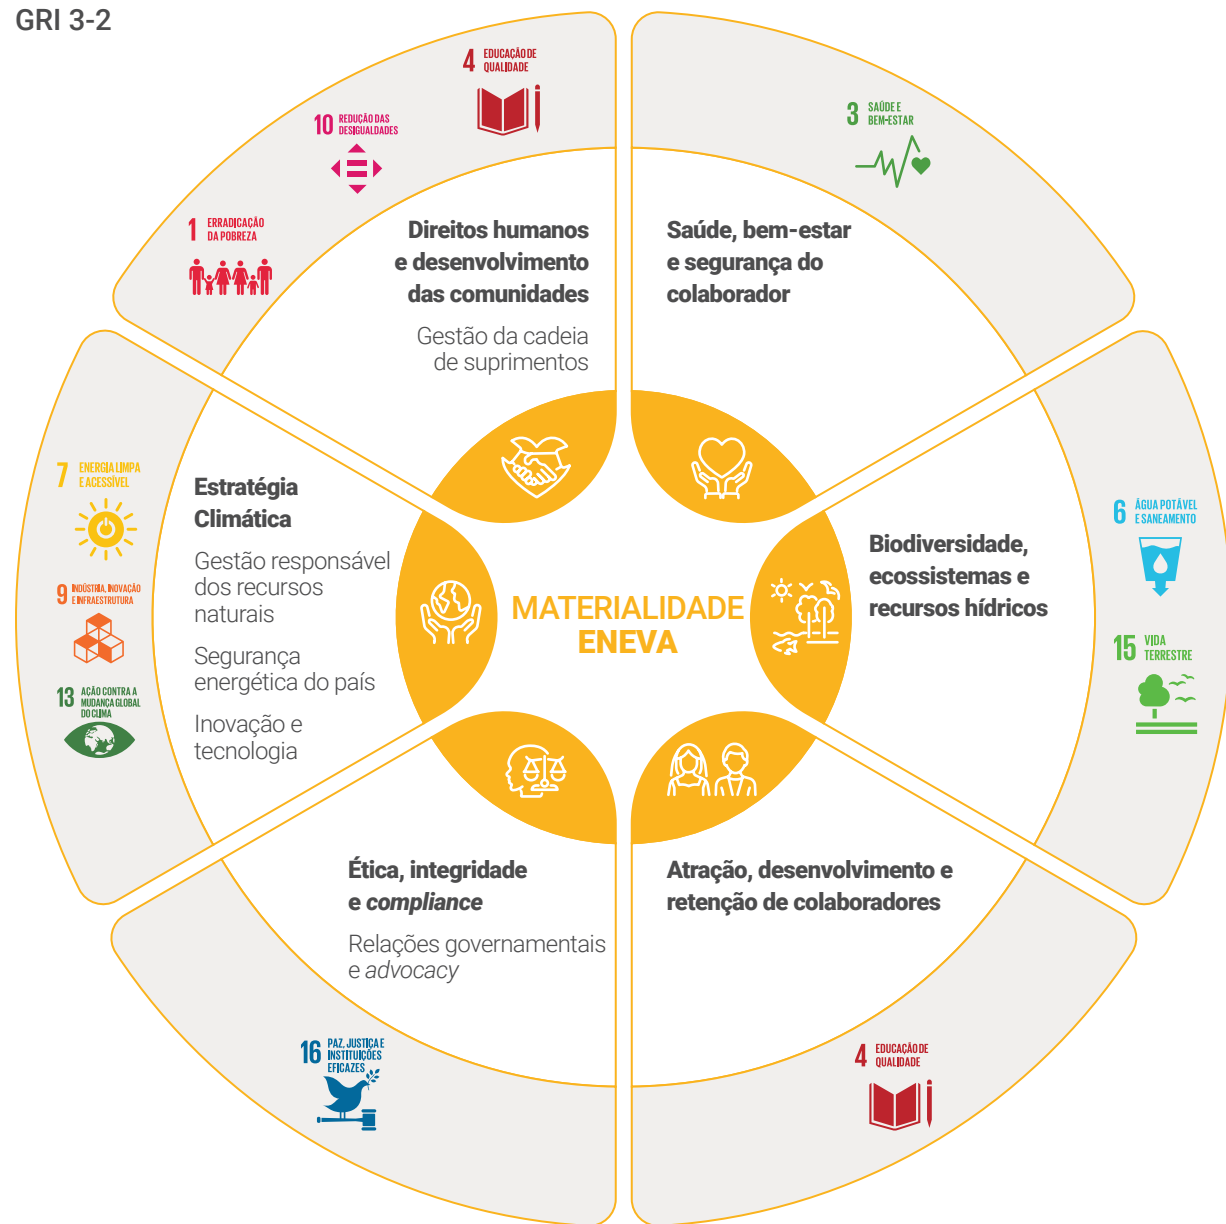 GRI 3-2
4 EDUCAÇÃO DE
QUALIDADE
10 REDUÇÃO DAS
DESIGUALDADES
1 ERRADICAÇÃO
DA POBREZA
Direitos humanos
e desenvolvimento
das comunidades
Gestão da cadeia
de suprimentos
3 SAÚDE E
BEM-ESTAR
Saúde, bem-estar
e segurança do
colaborador
7 ENERGIA LIMPA
E ACESSÍVEL
9 INDÚSTRIA, INOVAÇÃO
E INFRAESTRUTURA
13 AÇÃO CONTRA A
MUDANÇA GLOBAL
DO CLIMA
Estratégia
Climática
Gestão responsável
dos recursos
naturais
Segurança
energética do país
Inovação e
tecnologia
MATERIALIDADE
ENEVA
Biodiversidade,
ecossistemas e
recursos hídricos
6 ÁGUA POTÁVEL
E SANEAMENTO
15 VIDA
TERRESTRE
Ética, integridade
e compliance
Relações governamentais
e advocacy
16 PAZ, JUSTIÇA E
INSTITUIÇÕES
EFICAZES
Atração, desenvolvimento e
retenção de colaboradores
4 EDUCAÇÃO DE
QUALIDADE